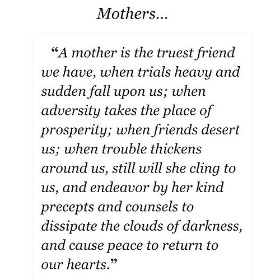 Mothers...
“A mother is the truest friend
we have, when trials heavy and
sudden fall upon us; when
adversity takes the place of
prosperity; when friends desert
us; when trouble thickens
around us, still will she cling to
us, and endeavor by her kind
precepts and counsels to
dissipate the clouds of darkness,
and cause peace to return to
our hearts.”